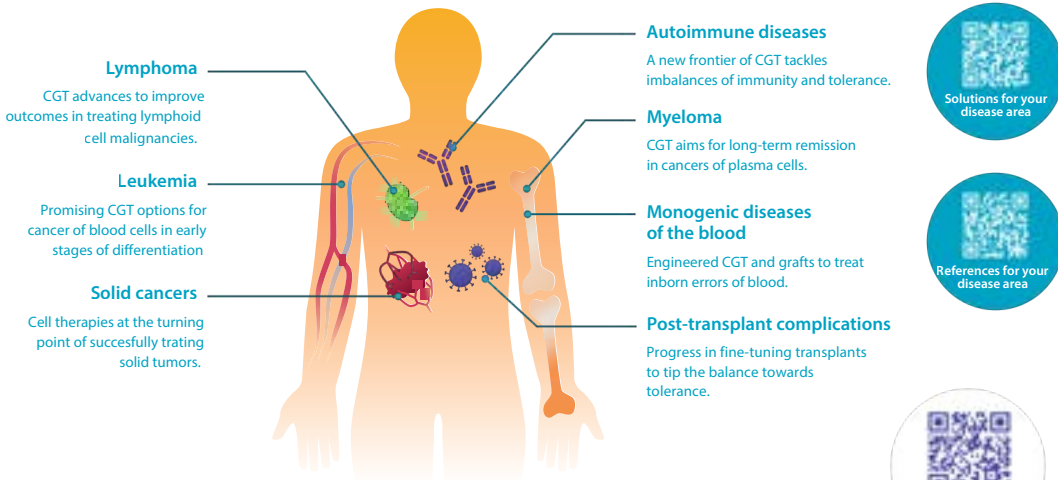 Lymphoma
CGT advances to improve
outcomes in treating lymphoid
cell malignancies.
Leukemia
Promising CGT options for
cancer of blood cells in early
stages of differentiation
Solid cancers
Cell therapies at the turning
point of succesfully trating
solid tumors.
Autoimmune diseases
A new frontier of CGT tackles
imbalances of immunity and tolerance.
Myeloma
CGT aims for long-term remission
in cancers of plasma cells.
Monogenic diseases
of the blood
Engineered CGT and grafts to treat
inborn errors of blood.
Post-transplant complications
Progress in fine-tuning transplants
to tip the balance towards
tolerance.
Solutions for your
disease area
References for your
disease area